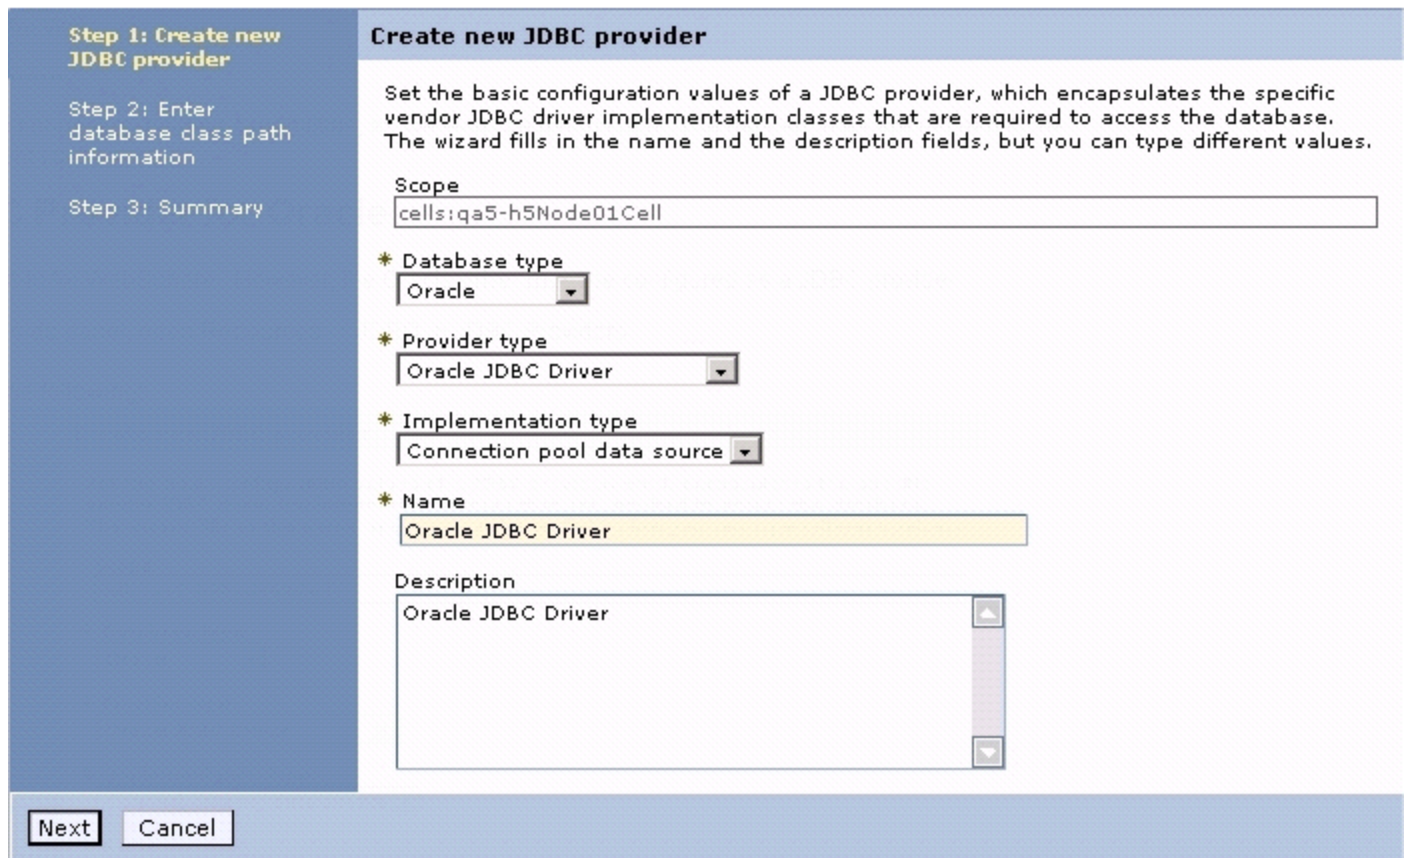 Step 1: Create new
JDBC provider
Step 2: Enter
database class path
information
Step 3: Summary
Create new JDBC provider
Set the basic configuration values of a JDBC provider, which encapsulates the specific
vendor JDBC driver implementation classes that are required to access the database.
The wizard fills in the name and the description fields, but you can type different values.
Scope
cells:qa5-h5Node01Cell
* Database type
Oracle
* Provider type
Oracle JDBC Driver
* Implementation type
Connection pool data source
* Name
Oracle JDBC Driver
Description
Oracle JDBC Driver
Next Cancel